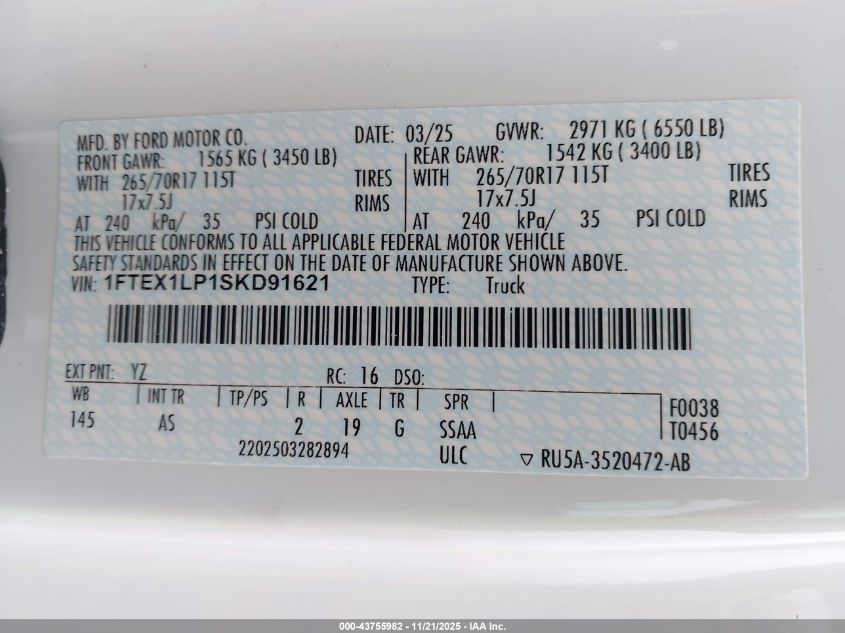 MFD. BY FORD MOTOR CO. DATE: 03/25 GVWR: 2971 KG ( 6550 LB)
FRONT GAWR: 1565 KG ( 3450 LB) REAR GAWR: 1542 KG ( 3400 LB)
WITH 265/70R17 115T TIRES WITH 265/70R17 115T TIRES
17x7.5J RIMS 17x7.5J RIMS
AT 240 kPa/ 35 PSI COLD AT 240 kPa/ 35 PSI COLD
THIS VEHICLE CONFORMS TO ALL APPLICABLE FEDERAL MOTOR VEHICLE
SAFETY STANDARDS IN EFFECT ON THE DATE OF MANUFACTURE SHOWN ABOVE.
VIN: 1FTEX1LP1SKD91621 TYPE: Truck
EXT PNT: YZ RC: 16 DSO:
WB INT TR TP/PS R AXLE TR SPR F0038
145 AS 2 19 G SSAA T0456
2202503282894 ULC ▽ RU5A-3520472-AB
000-43755982 - 11/21/2025 - IAA Inc.